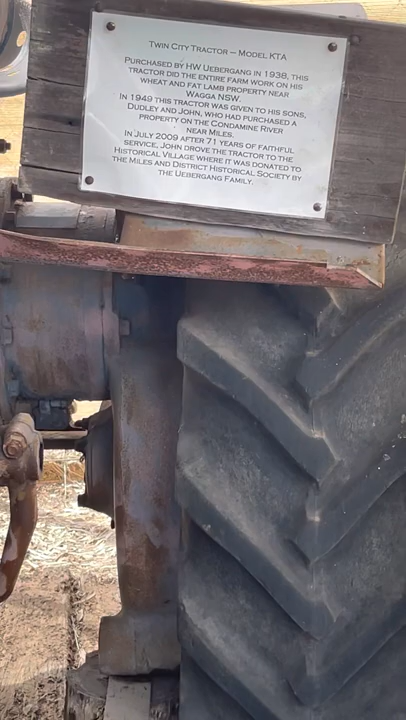 TWIN CITY TRACTOR – MODEL KTA
PURCHASED BY HW UEBERGANG IN 1938, THIS
TRACTOR DID THE ENTIRE FARM WORK ON HIS
WHEAT AND FAT LAMB PROPERTY NEAR
WAGGA NSW.
IN 1949 THIS TRACTOR WAS GIVEN TO HIS SONS,
DUDLEY AND JOHN, WHO HAD PURCHASED A
PROPERTY ON THE CONDAMINE RIVER
NEAR MILES.
IN JULY 2009 AFTER 71 YEARS OF FAITHFUL
SERVICE, JOHN DROVE THE TRACTOR TO THE
HISTORICAL VILLAGE WHERE IT WAS DONATED TO
THE MILES AND DISTRICT HISTORICAL SOCIETY BY
THE UEBERGANG FAMILY.